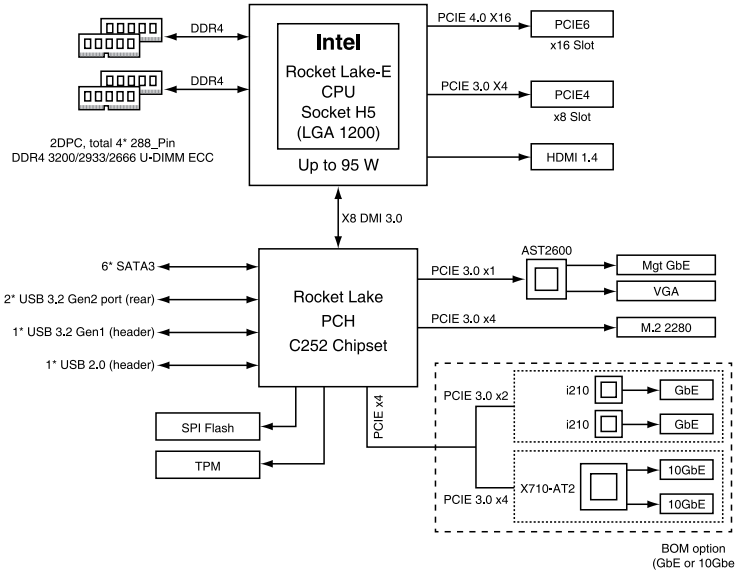 DDR4
DDR4
2DPC, total 4* 288_Pin
DDR4 3200/2933/2666 U-DIMM ECC
Intel
Rocket Lake-E
CPU
Socket H5
(LGA 1200)
Up to 95 W
PCIE 4.0 X16
PCIE6
x16 Slot
PCIE 3.0 X4
PCIE4
x8 Slot
HDMI 1.4
X8 DMI 3.0
6* SATA3
2* USB 3.2 Gen2 port (rear)
1* USB 3.2 Gen1 (header)
1* USB 2.0 (header)
Rocket Lake
PCH
C252 Chipset
PCIE 3.0 x1
AST2600
Mgt GbE
VGA
PCIE 3.0 x4
M.2 2280
SPI Flash
TPM
PCIE x4
PCIE 3.0 x2
i210
GbE
i210
GbE
PCIE 3.0 x4
X710-AT2
10GbE
10GbE
BOM option
(GbE or 10Gbe